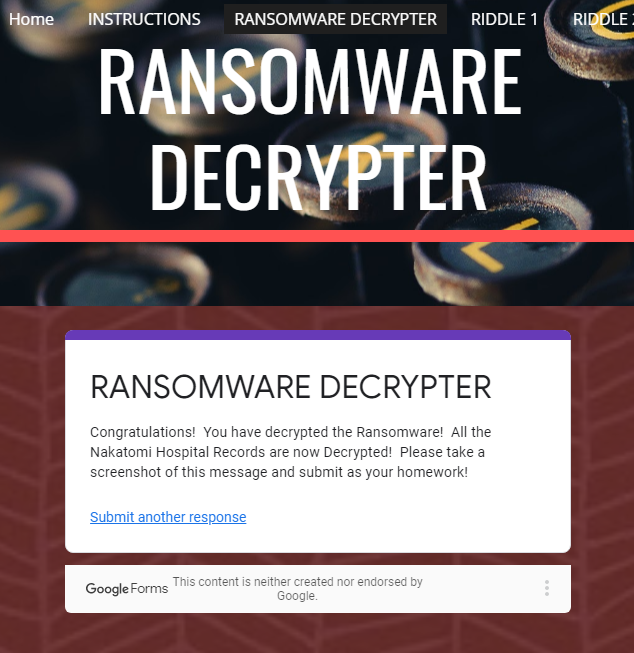 Home INSTRUCTIONS RANSOMWARE DECRYPTER RIDDLE 1 RIDDLE
RANSOMWARE
DECRYPTER
RANSOMWARE DECRYPTER
Congratulations! You have decrypted the Ransomware! All the
Nakatomi Hospital Records are now Decrypted! Please take a
screenshot of this message and submit as your homework!
Submit another response
Google Forms This content is neither created nor endorsed by
Google.